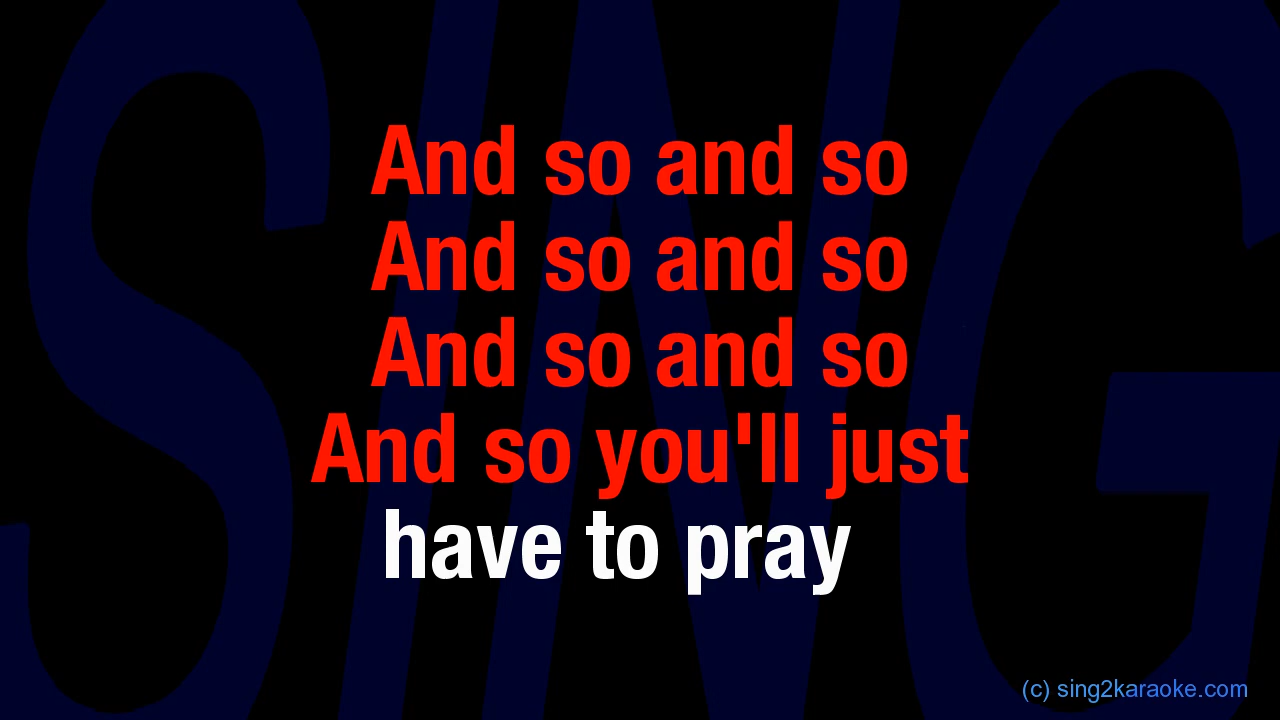 And so and so
And so and so
And so and so
And so you'll just
have to pray
SING
(c) sing2karaoke.com